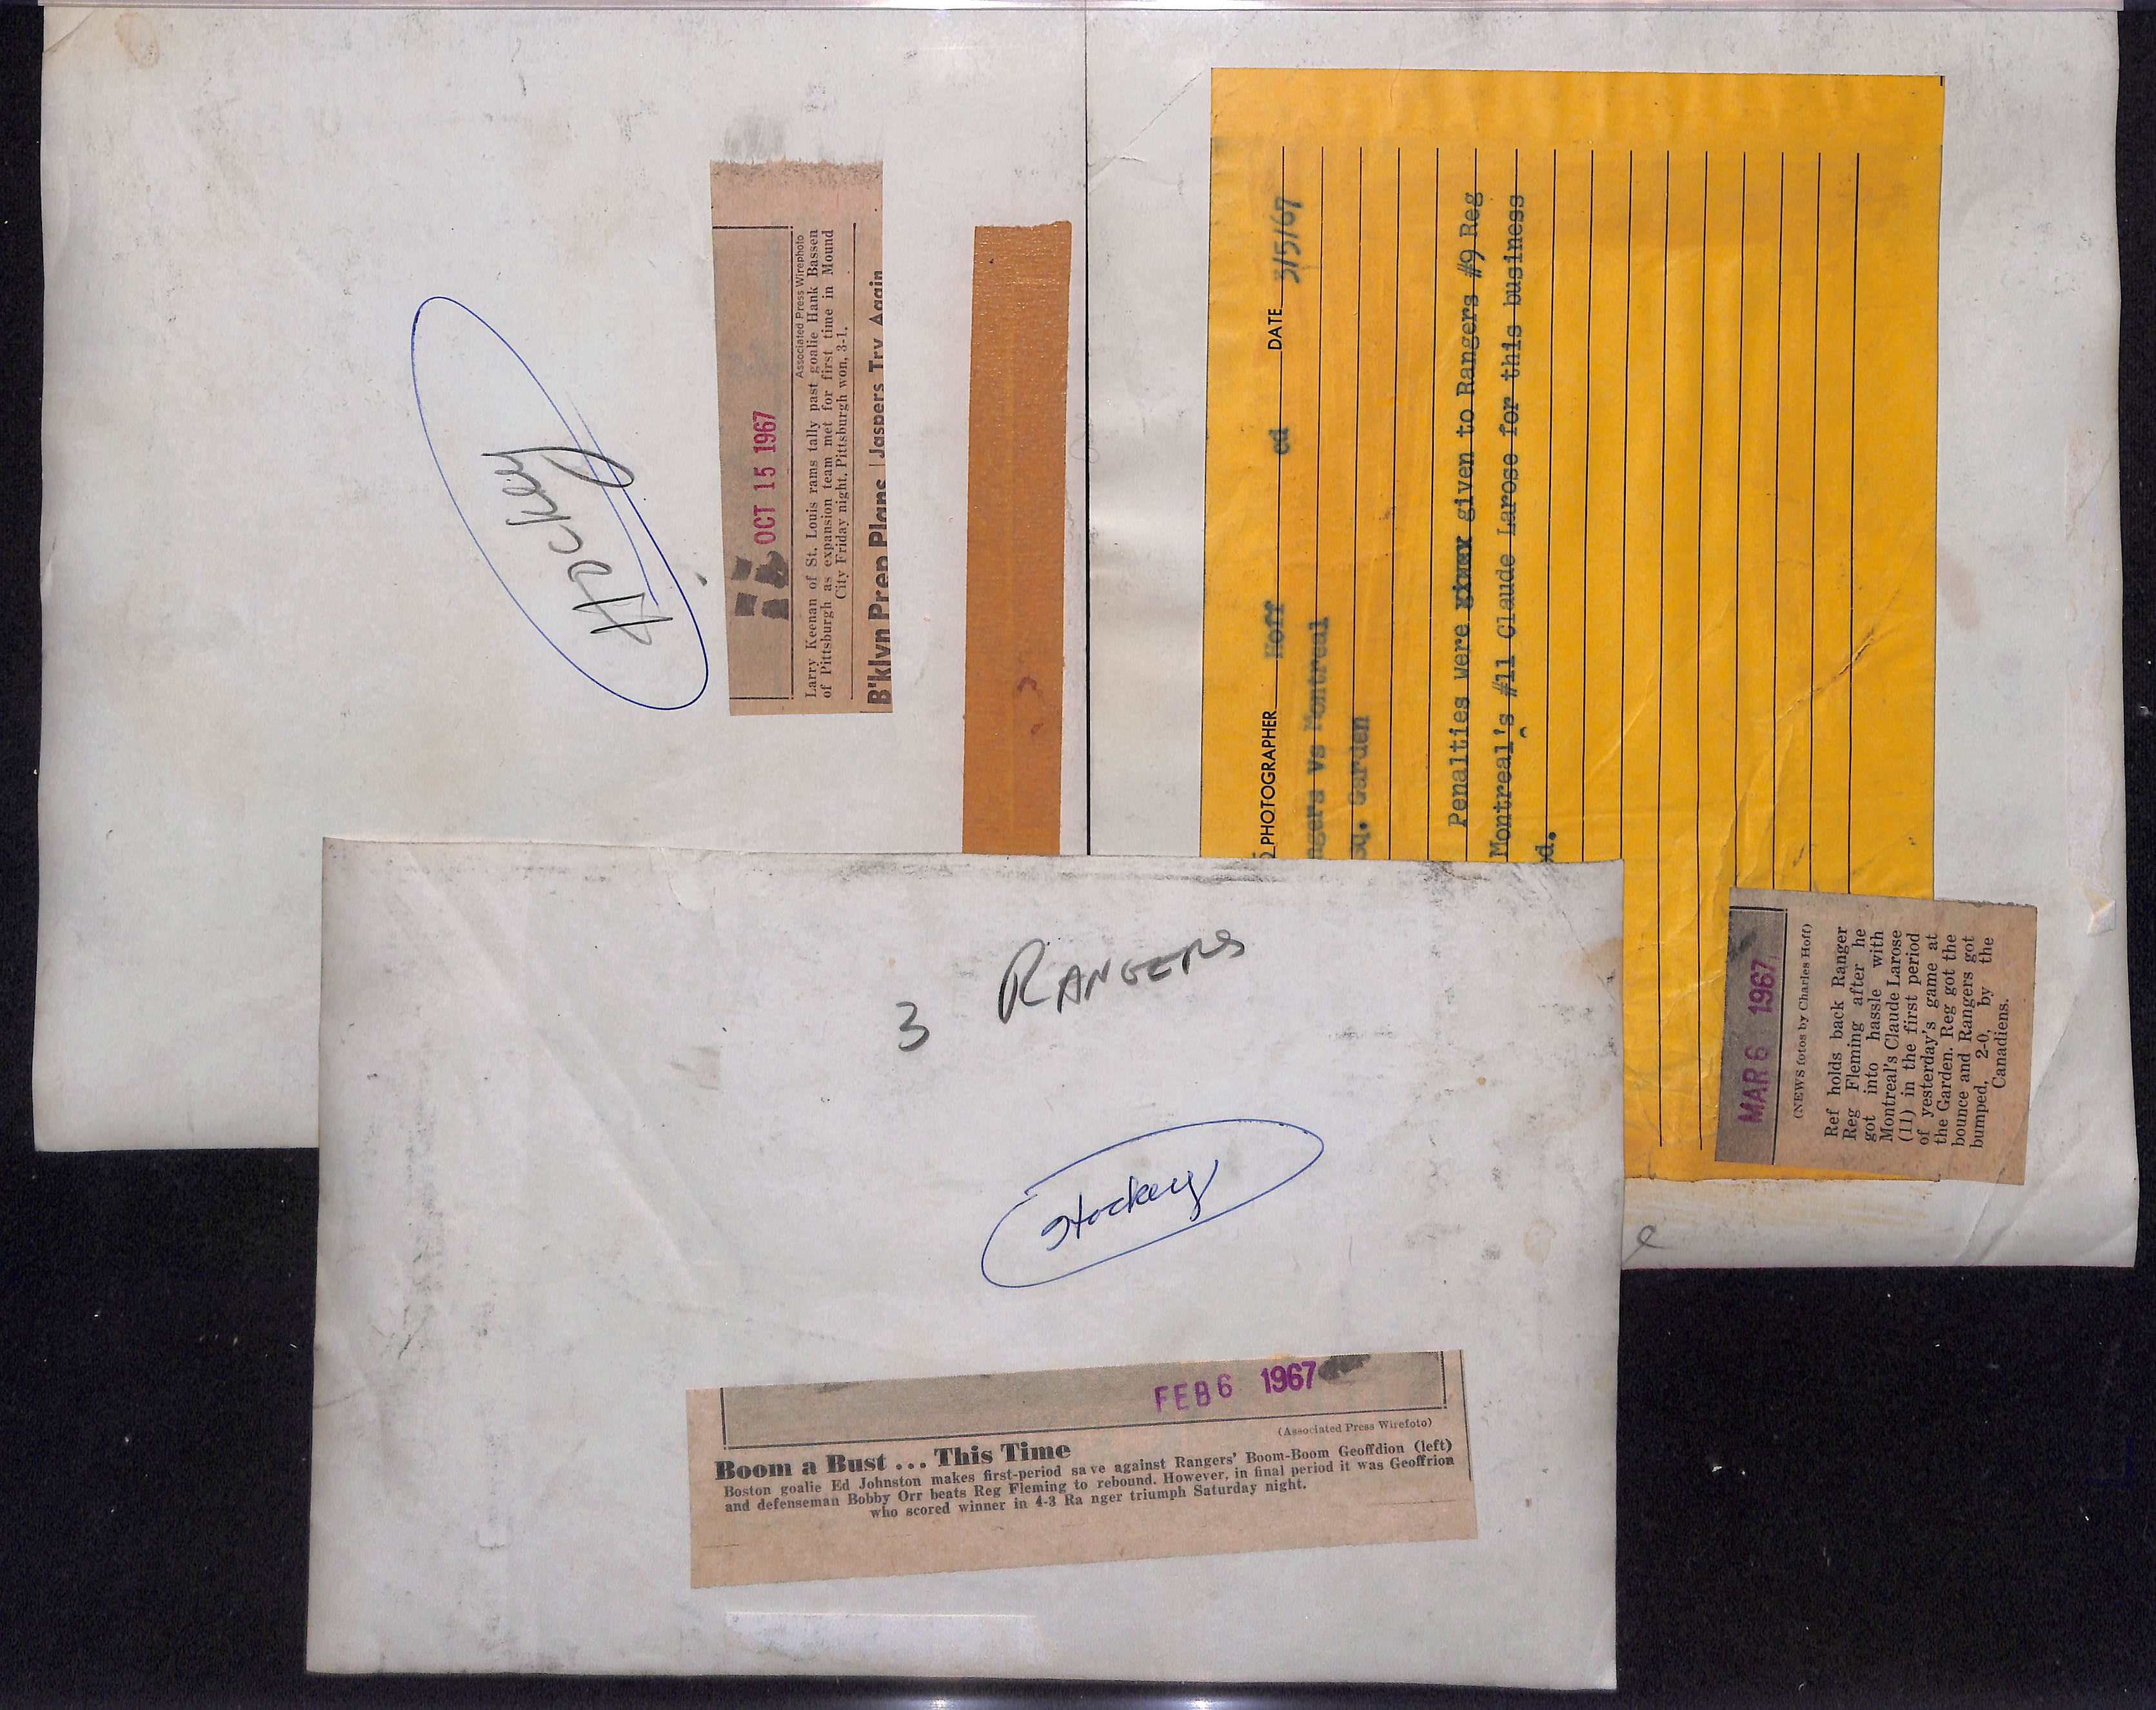 Hockey
OCT 15 1967
Associated Press Wirephoto
Larry Keenan of St. Louis rams tally past goalie Hank Bassen
of Pittsburgh as expansion team met for first time in Mound
City Friday night. Pittsburgh won, 3-1.
B'klyn Prep Plans | Jaspers Try Again
PHOTOGRAPHER Hoff ed DATE 3/5/67
ngers Vs Montreal
Sq. Garden
Penalties were given to Rangers #9 Reg
Montreal's #11 Claude Larose for this business
d.
MAR 6 1967
(NEWS fotos by Charles Hoff)
Ref holds back Ranger
Reg Fleming after he
got into hassle with
Montreal's Claude Larose
(11) in the first period
of yesterday's game at
the Garden. Reg got the
bounce and Rangers got
bumped, 2-0, by the
Canadiens.
3 RANGERS
Hockey
FEB 6 1967
(Associated Press Wirefoto)
Boom a Bust ... This Time
Boston goalie Ed Johnston makes first-period sa ve against Rangers' Boom-Boom Geoffdion (left)
and defenseman Bobby Orr beats Reg Fleming to rebound. However, in final period it was Geoffrion
who scored winner in 4-3 Ra nger triumph Saturday night.